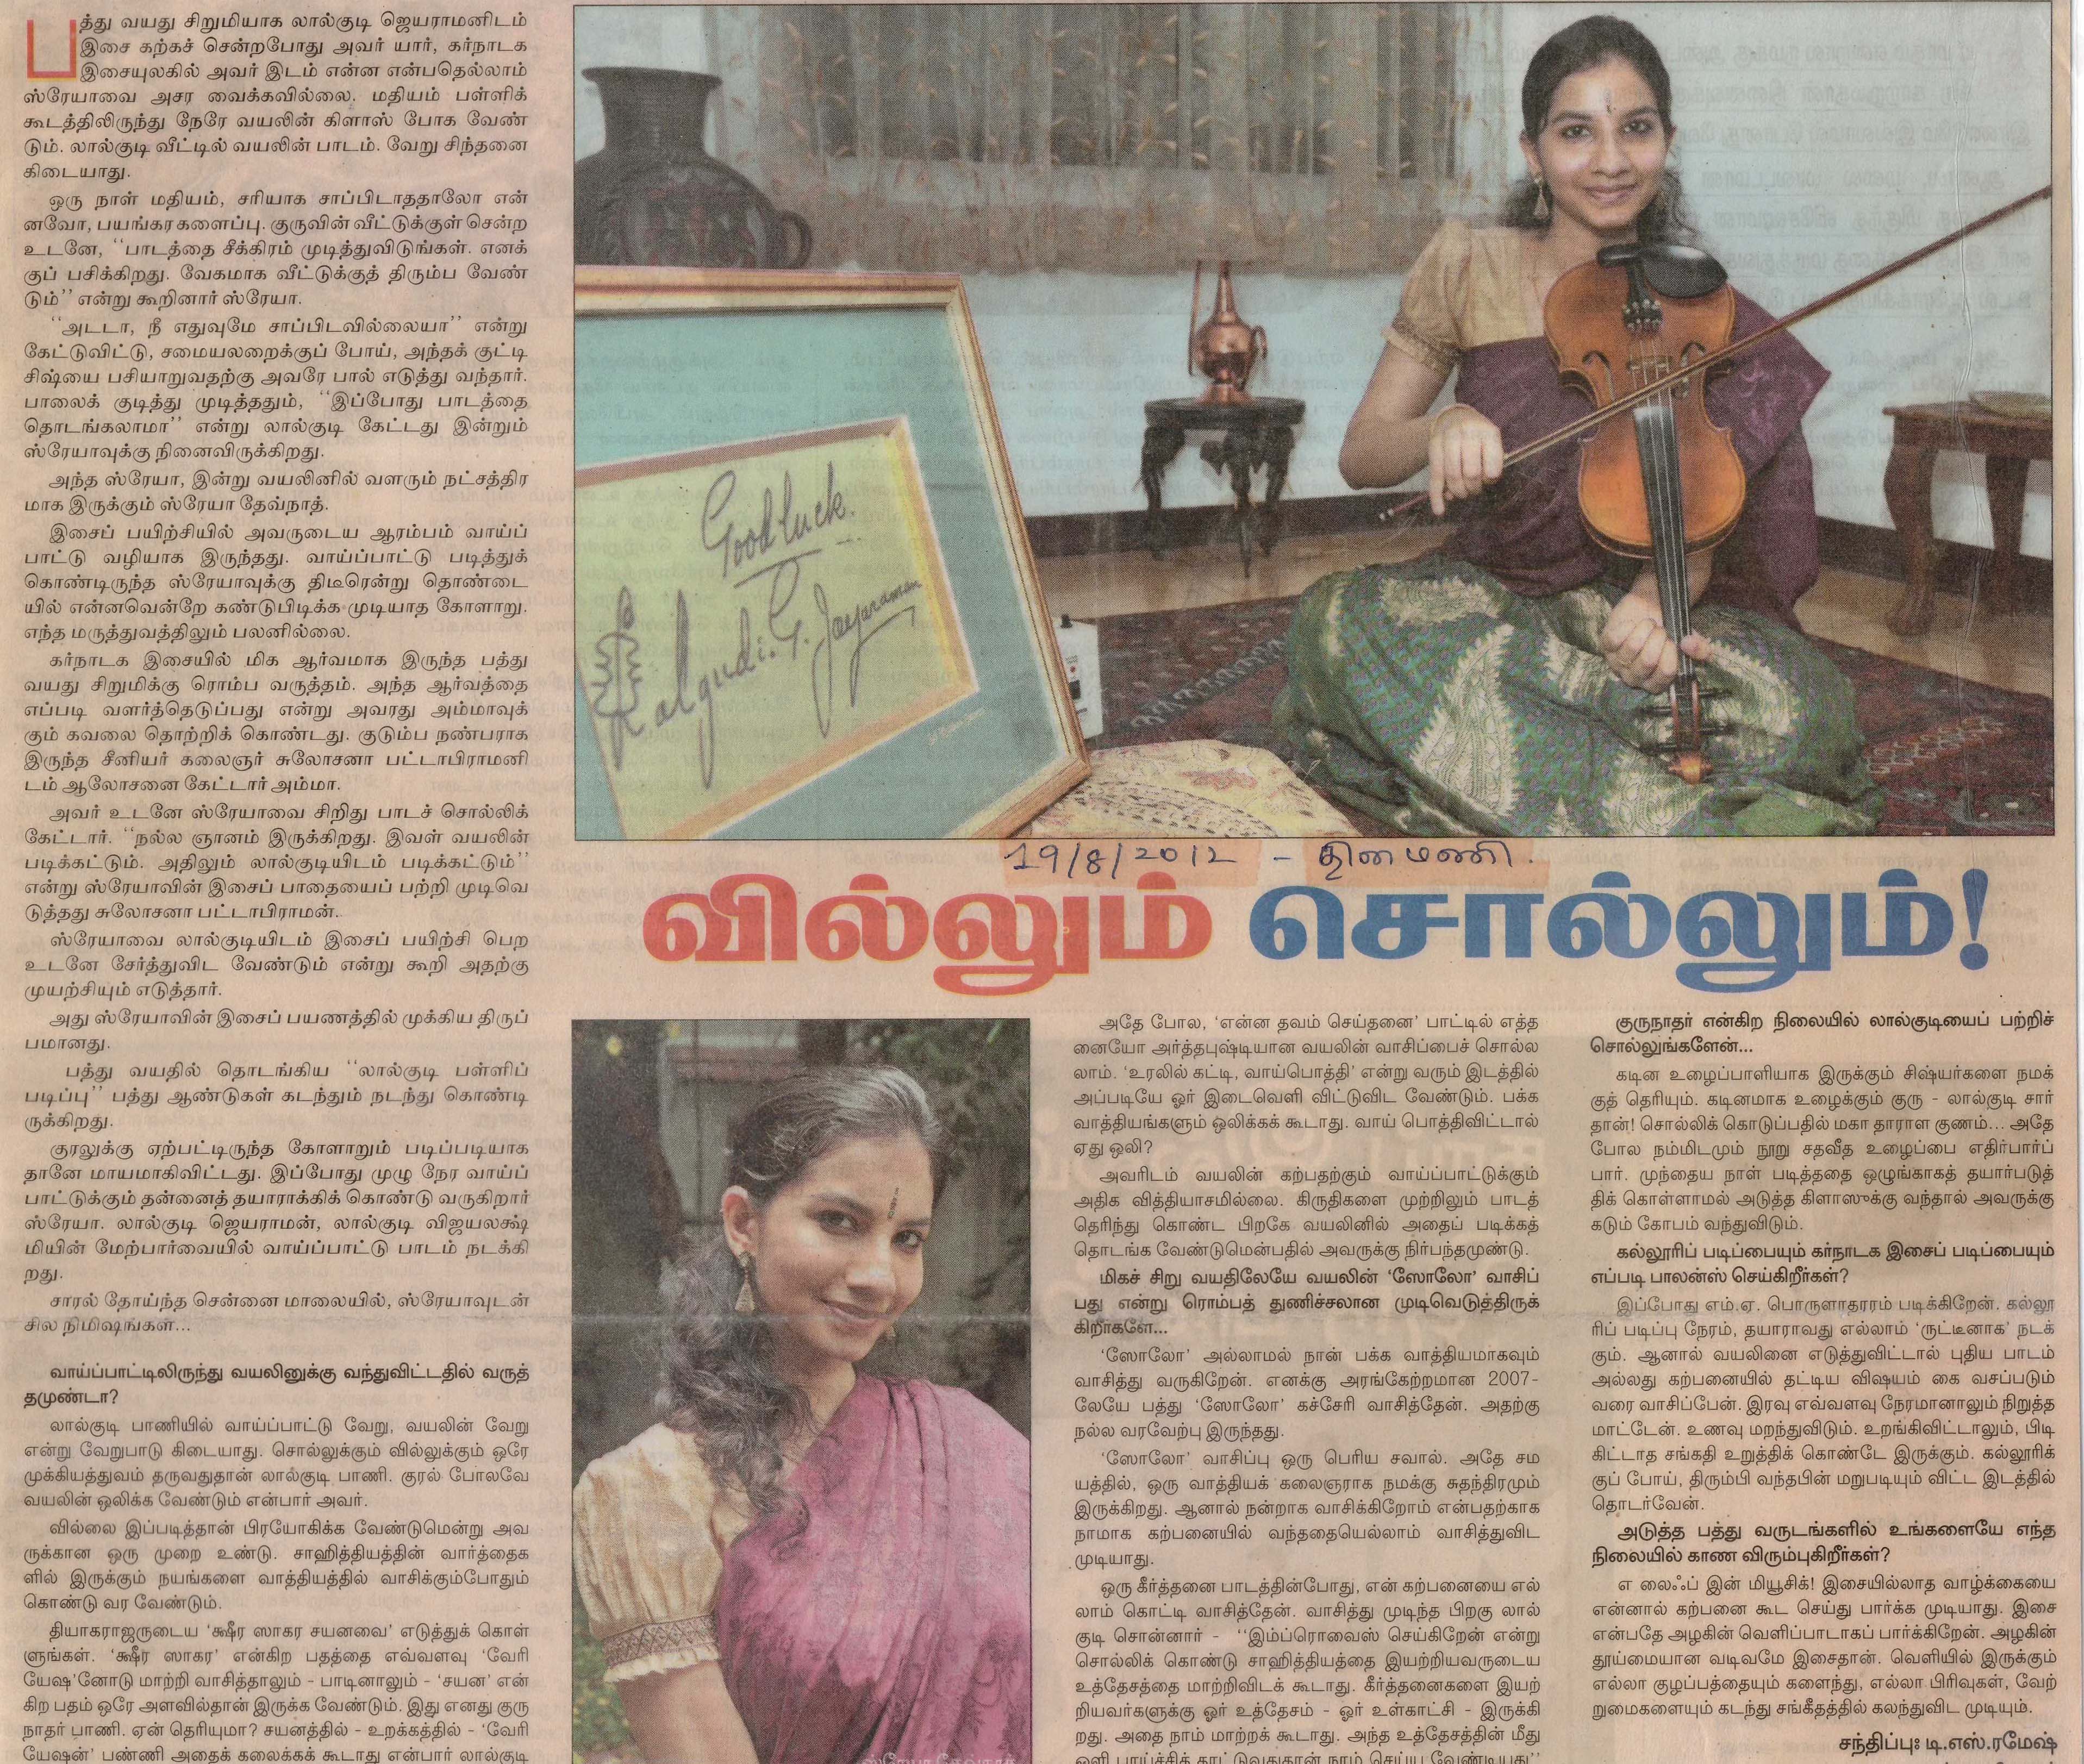 பத்து வயது சிறுமியாக லால்குடி ஜெயராமனிடம்
இசை கற்கச் சென்றபோது அவர் யார், கர்நாடக
இசையுலகில் அவர் இடம் என்ன என்பதெல்லாம்
ஸ்ரேயாவை அசர வைக்கவில்லை. மதியம் பள்ளிக்
கூடத்திலிருந்து நேரே வயலின் கிளாஸ் போக வேண்
டும். லால்குடி வீட்டில் வயலின் பாடம். வேறு சிந்தனை
கிடையாது.
ஒரு நாள் மதியம், சரியாக சாப்பிடாததாலோ என்
னவோ, பயங்கர களைப்பு. குருவின் வீட்டுக்குள் சென்ற
உடனே, ‘‘பாடத்தை சீக்கிரம் முடித்துவிடுங்கள். எனக்
குப் பசிக்கிறது. வேகமாக வீட்டுக்குத் திரும்ப வேண்
டும்’’ என்று கூறினார் ஸ்ரேயா.
‘‘அடடா, நீ எதுவுமே சாப்பிடவில்லையா’’ என்று
கேட்டுவிட்டு, சமையலறைக்குப் போய், அந்தக் குட்டி
சிஷ்யை பசியாறுவதற்கு அவரே பால் எடுத்து வந்தார்.
பாலைக் குடித்து முடித்ததும், ‘‘இப்போது பாடத்தை
தொடங்கலாமா’’ என்று லால்குடி கேட்டது இன்றும்
ஸ்ரேயாவுக்கு நினைவிருக்கிறது.
அந்த ஸ்ரேயா, இன்று வயலினில் வளரும் நட்சத்திர
மாக இருக்கும் ஸ்ரேயா தேவ்நாத்.
இசைப் பயிற்சியில் அவருடைய ஆரம்பம் வாய்ப்
பாட்டு வழியாக இருந்தது. வாய்ப்பாட்டு படித்துக்
கொண்டிருந்த ஸ்ரேயாவுக்கு திடீரென்று தொண்டை
யில் என்னவென்றே கண்டுபிடிக்க முடியாத கோளாறு.
எந்த மருத்துவத்திலும் பலனில்லை.
கர்நாடக இசையில் மிக ஆர்வமாக இருந்த பத்து
வயது சிறுமிக்கு ரொம்ப வருத்தம். அந்த ஆர்வத்தை
எப்படி வளர்த்தெடுப்பது என்று அவரது அம்மாவுக்
கும் கவலை தொற்றிக் கொண்டது. குடும்ப நண்பராக
இருந்த சீனியர் கலைஞர் சுலோசனா பட்டாபிராமனி
டம் ஆலோசனை கேட்டார் அம்மா.
அவர் உடனே ஸ்ரேயாவை சிறிது பாடச் சொல்லிக்
கேட்டார். ‘‘நல்ல ஞானம் இருக்கிறது. இவள் வயலின்
படிக்கட்டும். அதிலும் லால்குடியிடம் படிக்கட்டும்’’
என்று ஸ்ரேயாவின் இசைப் பாதையைப் பற்றி முடிவெ
டுத்தது சுலோசனா பட்டாபிராமன்.
ஸ்ரேயாவை லால்குடியிடம் இசைப் பயிற்சி பெற
உடனே சேர்த்துவிட வேண்டும் என்று கூறி அதற்கு
முயற்சியும் எடுத்தார்.
அது ஸ்ரேயாவின் இசைப் பயணத்தில் முக்கிய திருப்
பமானது.
பத்து வயதில் தொடங்கிய ‘‘லால்குடி பள்ளிப்
படிப்பு’’ பத்து ஆண்டுகள் கடந்தும் நடந்து கொண்டி
ருக்கிறது.
குரலுக்கு ஏற்பட்டிருந்த கோளாறும் படிப்படியாக
தானே மாயமாகிவிட்டது. இப்போது முழு நேர வாய்ப்
பாட்டுக்கும் தன்னைத் தயாராக்கிக் கொண்டு வருகிறார்
ஸ்ரேயா. லால்குடி ஜெயராமன், லால்குடி விஜயலக்ஷ்
மியின் மேற்பார்வையில் வாய்ப்பாட்டு பாடம் நடக்கி
றது.
சாரல் தோய்ந்த சென்னை மாலையில், ஸ்ரேயாவுடன்
சில நிமிஷங்கள்...
வாய்ப்பாட்டிலிருந்து வயலினுக்கு வந்துவிட்டதில் வருத்
தமுண்டா?
லால்குடி பாணியில் வாய்ப்பாட்டு வேறு, வயலின் வேறு
என்று வேறுபாடு கிடையாது. சொல்லுக்கும் வில்லுக்கும் ஒரே
முக்கியத்துவம் தருவதுதான் லால்குடி பாணி. குரல் போலவே
வயலின் ஒலிக்க வேண்டும் என்பார் அவர்.
வில்லை இப்படித்தான் பிரயோகிக்க வேண்டுமென்று அவ
ருக்கான ஒரு முறை உண்டு. சாஹித்தியத்தின் வார்த்தைக
ளில் இருக்கும் நயங்களை வாத்தியத்தில் வாசிக்கும்போதும்
கொண்டு வர வேண்டும்.
தியாகராஜருடைய ‘க்ஷீர ஸாகர சயனவை’ எடுத்துக் கொள்
ளுங்கள். ‘க்ஷீர ஸாகர’ என்கிற பதத்தை எவ்வளவு ‘வேரி
யேஷ’னோடு மாற்றி வாசித்தாலும் - பாடினாலும் - ‘சயன’ என்
கிற பதம் ஒரே அளவில்தான் இருக்க வேண்டும். இது எனது குரு
நாதர் பாணி. ஏன் தெரியுமா? சயனத்தில் - உறக்கத்தில் - ‘வேரி
யேஷன்’ பண்ணி அதைக் கலைக்கக் கூடாது என்பார் லால்குடி
Good luck.
Lalgudi. G. Jayaraman
19/8/2012 - தினமணி.
வில்லும் சொல்லும்!
ஸ்ரேயா தேவ்நாத்
அதே போல, ‘என்ன தவம் செய்தனை’ பாட்டில் எத்த
னையோ அர்த்தபுஷ்டியான வயலின் வாசிப்பைச் சொல்ல
லாம். ‘உரலில் கட்டி, வாய்பொத்தி’ என்று வரும் இடத்தில்
அப்படியே ஓர் இடைவெளி விட்டுவிட வேண்டும். பக்க
வாத்தியங்களும் ஒலிக்கக் கூடாது. வாய் பொத்திவிட்டால்
ஏது ஒலி?
அவரிடம் வயலின் கற்பதற்கும் வாய்ப்பாட்டுக்கும்
அதிக வித்தியாசமில்லை. கிருதிகளை முற்றிலும் பாடத்
தெரிந்து கொண்ட பிறகே வயலினில் அதைப் படிக்கத்
தொடங்க வேண்டுமென்பதில் அவருக்கு நிர்பந்தமுண்டு.
மிகச் சிறு வயதிலேயே வயலின் ‘ஸோலோ’ வாசிப்
பது என்று ரொம்பத் துணிச்சலான முடிவெடுத்திருக்
கிறீர்களே...
‘ஸோலோ’ அல்லாமல் நான் பக்க வாத்தியமாகவும்
வாசித்து வருகிறேன். எனக்கு அரங்கேற்றமான 2007-
லேயே பத்து ‘ஸோலோ’ கச்சேரி வாசித்தேன். அதற்கு
நல்ல வரவேற்பு இருந்தது.
‘ஸோலோ’ வாசிப்பு ஒரு பெரிய சவால். அதே சம
யத்தில், ஒரு வாத்தியக் கலைஞராக நமக்கு சுதந்திரமும்
இருக்கிறது. ஆனால் நன்றாக வாசிக்கிறோம் என்பதற்காக
நாமாக கற்பனையில் வந்ததையெல்லாம் வாசித்துவிட
முடியாது.
ஒரு கீர்த்தனை பாடத்தின்போது, என் கற்பனையை எல்
லாம் கொட்டி வாசித்தேன். வாசித்து முடிந்த பிறகு லால்
குடி சொன்னார் - ‘‘இம்ப்ரொவைஸ் செய்கிறேன் என்று
சொல்லிக் கொண்டு சாஹித்தியத்தை இயற்றியவருடைய
உத்தேசத்தை மாற்றிவிடக் கூடாது. கீர்த்தனைகளை இயற்
றியவர்களுக்கு ஓர் உத்தேசம் - ஓர் உள்காட்சி - இருக்கி
றது. அதை நாம் மாற்றக் கூடாது. அந்த உத்தேசத்தின் மீது
ஒளி பாய்ச்சிக் காட்டுவதுதான் நாம் செய்ய வேண்டியது’’
குருநாதர் என்கிற நிலையில் லால்குடியைப் பற்றிச்
சொல்லுங்களேன்...
கடின உழைப்பாளியாக இருக்கும் சிஷ்யர்களை நமக்
குத் தெரியும். கடினமாக உழைக்கும் குரு - லால்குடி சார்
தான்! சொல்லிக் கொடுப்பதில் மகா தாராள குணம்... அதே
போல நம்மிடமும் நூறு சதவீத உழைப்பை எதிர்பார்ப்
பார். முந்தைய நாள் படித்ததை ஒழுங்காகத் தயார்படுத்
திக் கொள்ளாமல் அடுத்த கிளாஸுக்கு வந்தால் அவருக்கு
கடும் கோபம் வந்துவிடும்.
கல்லூரிப் படிப்பையும் கர்நாடக இசைப் படிப்பையும்
எப்படி பாலன்ஸ் செய்கிறீர்கள்?
இப்போது எம்.ஏ. பொருளாதாரம் படிக்கிறேன். கல்லூ
ரிப் படிப்பு நேரம், தயாராவது எல்லாம் ‘ருட்டீனாக’ நடக்
கும். ஆனால் வயலினை எடுத்துவிட்டால் புதிய பாடம்
அல்லது கற்பனையில் தட்டிய விஷயம் கை வசப்படும்
வரை வாசிப்பேன். இரவு எவ்வளவு நேரமானாலும் நிறுத்த
மாட்டேன். உணவு மறந்துவிடும். உறங்கிவிட்டாலும், பிடி
கிட்டாத சங்கதி உறுத்திக் கொண்டே இருக்கும். கல்லூரிக்
குப் போய், திரும்பி வந்தபின் மறுபடியும் விட்ட இடத்தில்
தொடர்வேன்.
அடுத்த பத்து வருடங்களில் உங்களையே எந்த
நிலையில் காண விரும்புகிறீர்கள்?
எ லைஃப் இன் மியூசிக்! இசையில்லாத வாழ்க்கையை
என்னால் கற்பனை கூட செய்து பார்க்க முடியாது. இசை
என்பதே அழகின் வெளிப்பாடாகப் பார்க்கிறேன். அழகின்
தூய்மையான வடிவமே இசைதான். வெளியில் இருக்கும்
எல்லா குழப்பத்தையும் களைந்து, எல்லா பிரிவுகள், வேற்
றுமைகளையும் கடந்து சங்கீதத்தில் கலந்துவிட முடியும்.
சந்திப்பு: டி.எஸ்.ரமேஷ்